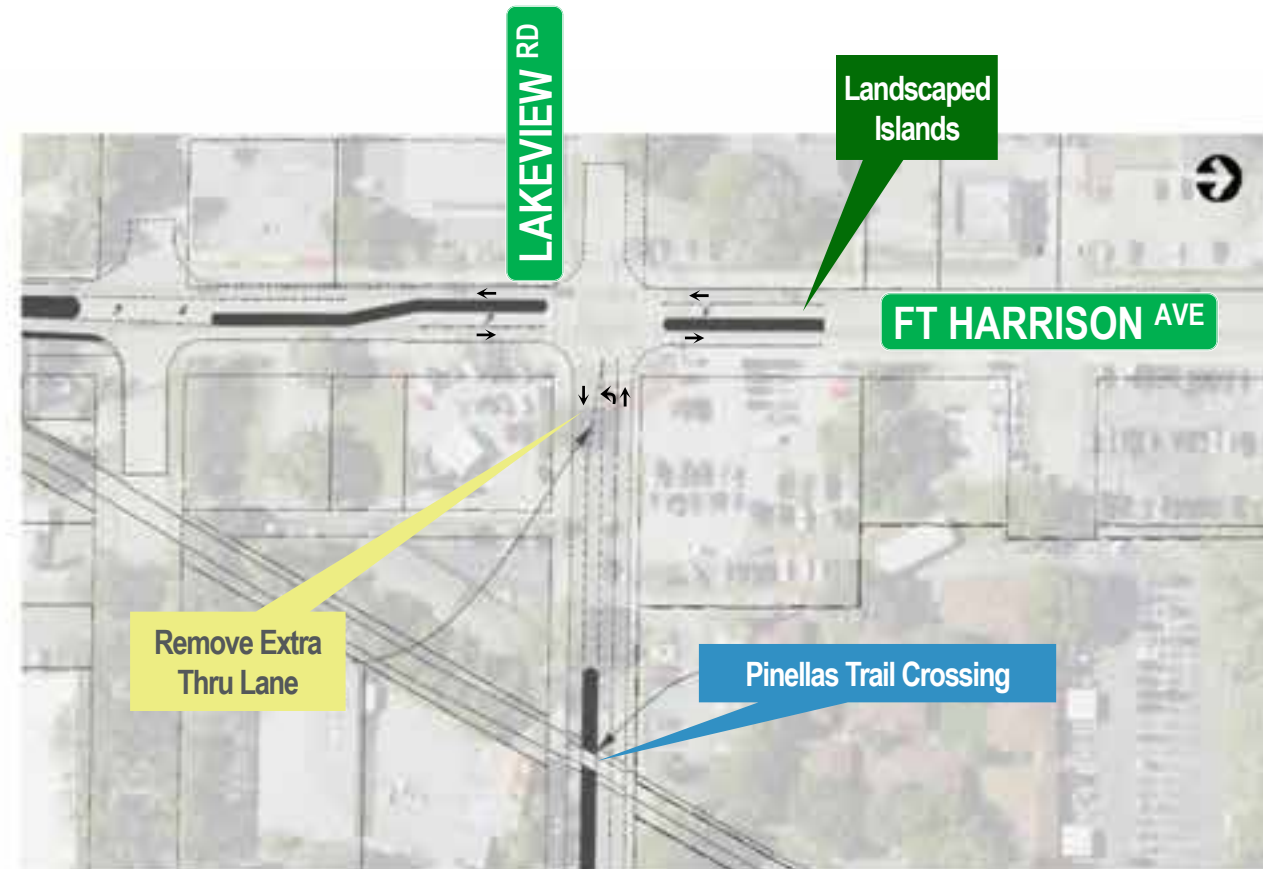 LAKEVIEW RD
Landscaped
Islands
FT HARRISON AVE
Remove Extra
Thru Lane
Pinellas Trail Crossing